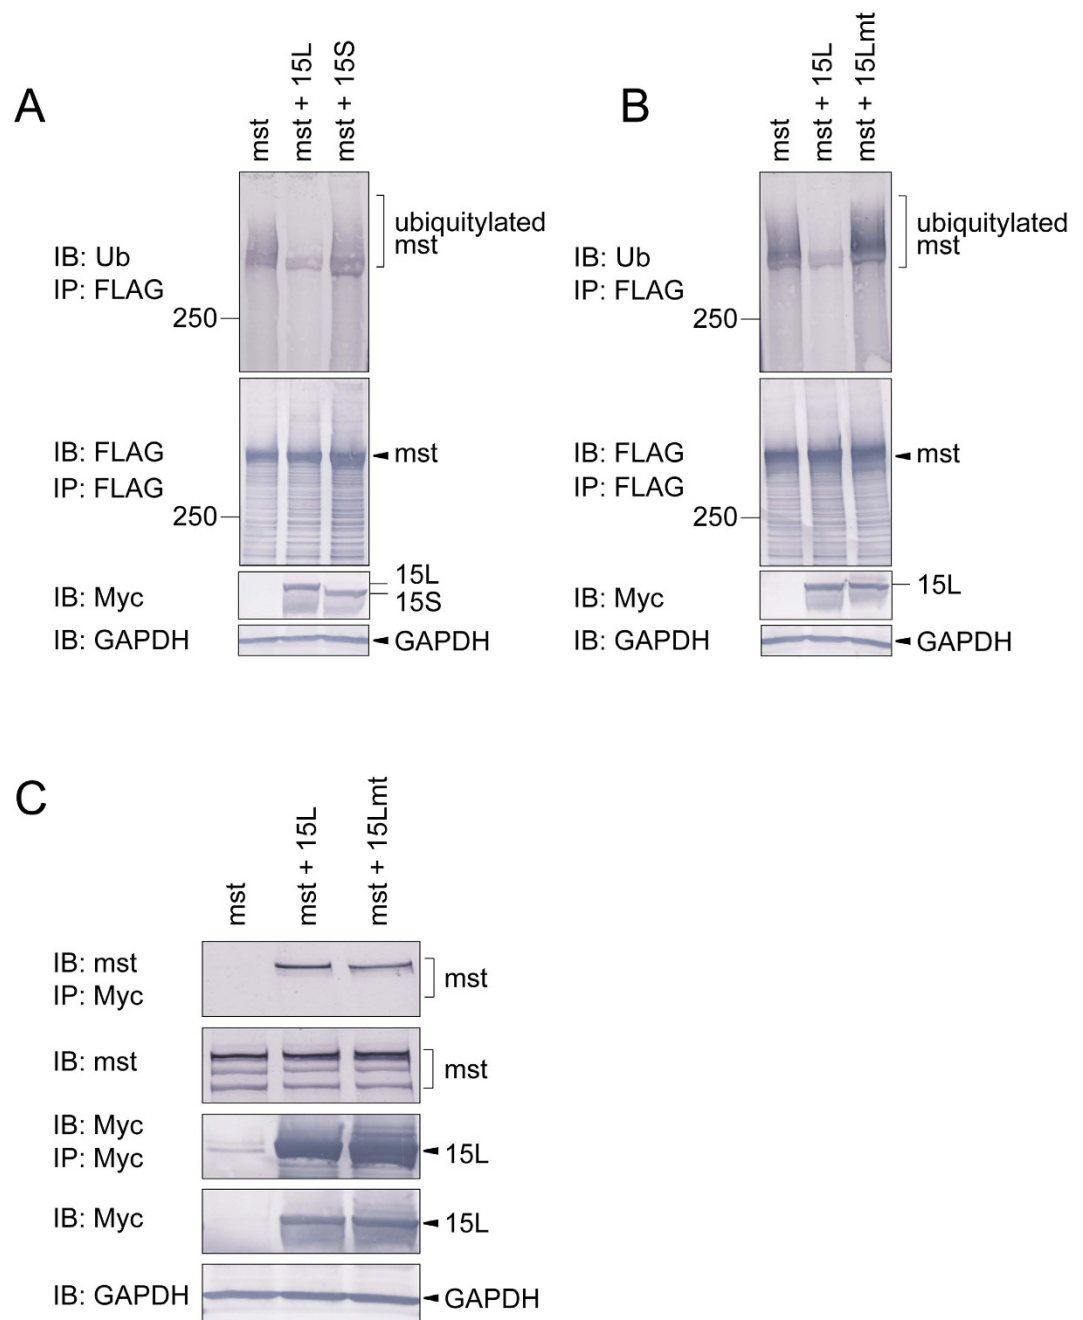 A
mst
mst + 15L
mst + 15S
IB: Ub
IP: FLAG
250
ubiquitylated
mst
IB: FLAG
IP: FLAG
250
mst
IB: Myc
15L
15S
IB: GAPDH
GAPDH
B
mst
mst + 15L
mst + 15Lmt
IB: Ub
IP: FLAG
250
ubiquitylated
mst
IB: FLAG
IP: FLAG
250
mst
IB: Myc
15L
IB: GAPDH
GAPDH
C
mst
mst + 15L
mst + 15Lmt
IB: mst
IP: Myc
mst
IB: mst
mst
IB: Myc
IP: Myc
15L
IB: Myc
15L
IB: GAPDH
GAPDH